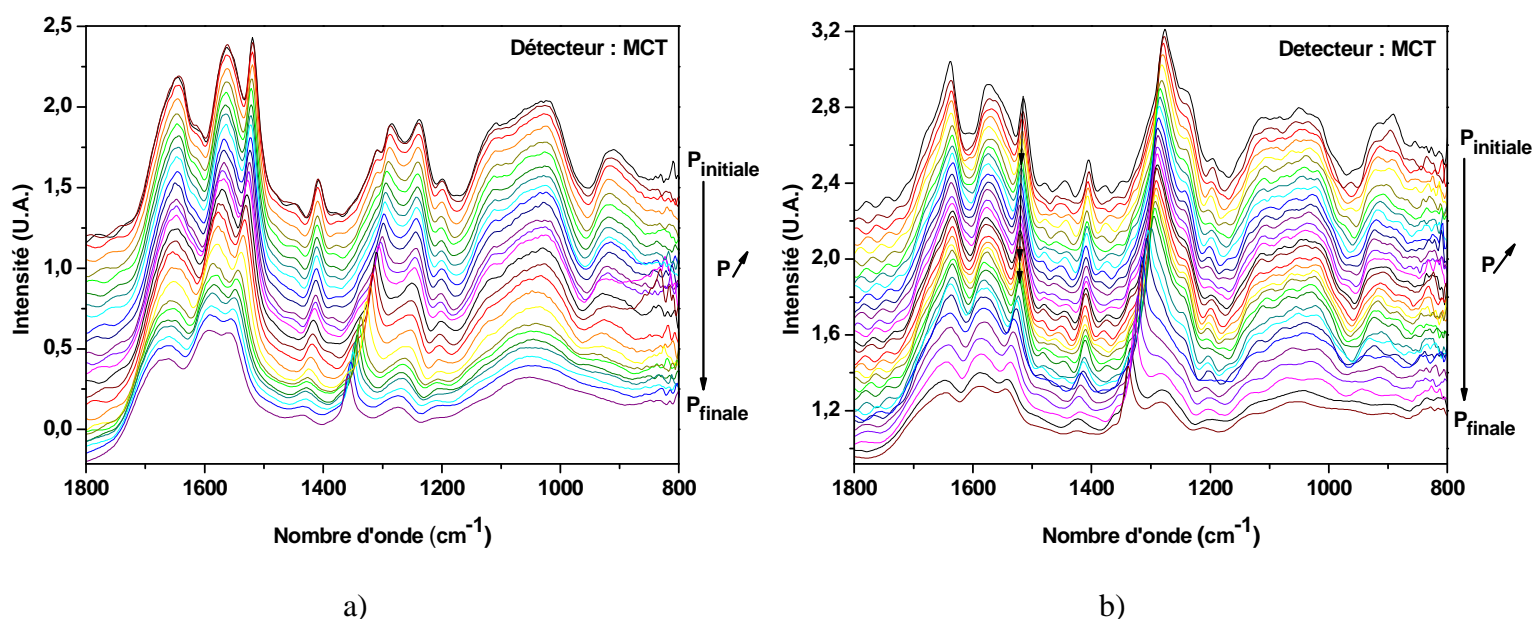 2,5
2,0
1,5
1,0
0,5
0,0
Intensité (U.A.)
Détecteur : MCT
P initiale
P
P finale
1800 1600 1400 1200 1000 800
Nombre d'onde (cm-1)
a)
3,2
2,8
2,4
2,0
1,6
1,2
Intensité (U.A.)
Detecteur : MCT
P initiale
P
P finale
1800 1600 1400 1200 1000 800
Nombre d'onde (cm-1)
b)